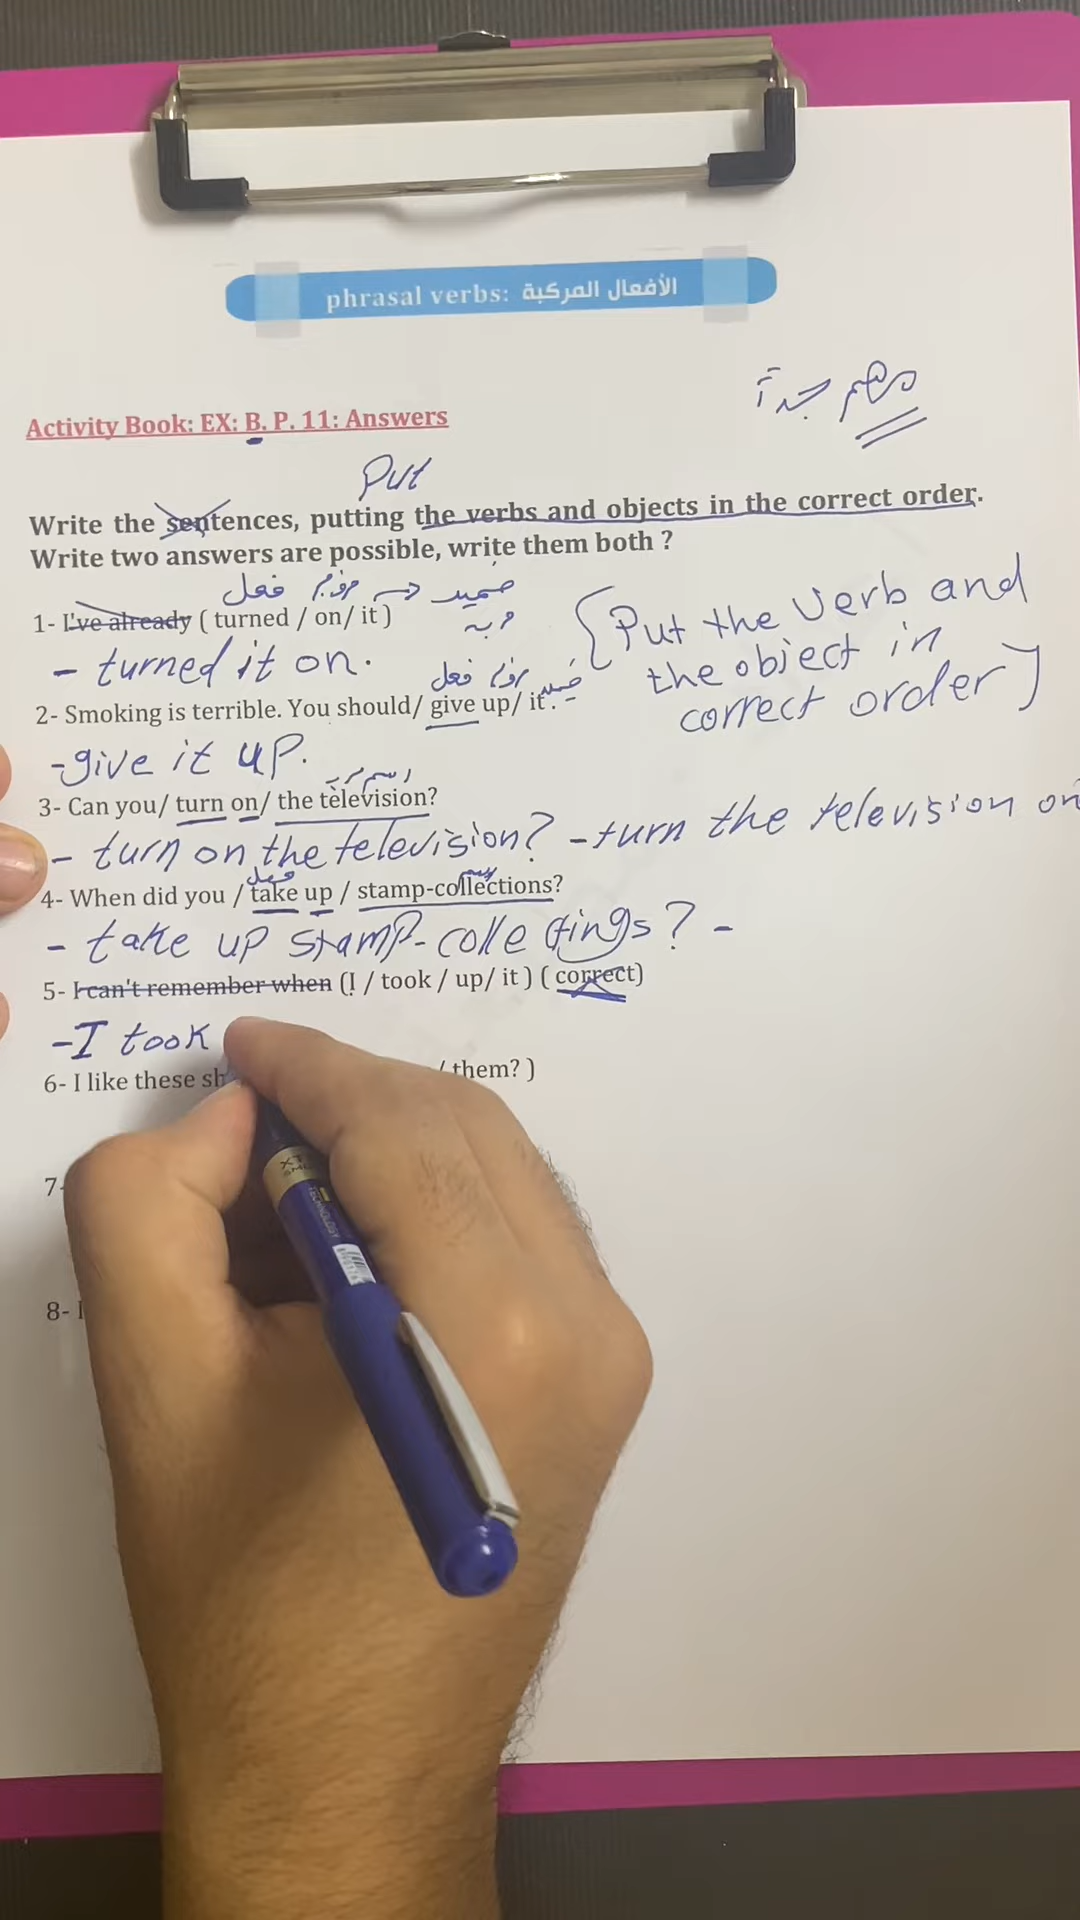 phrasal verbs: الأفعال المركبة
مهم جداً
Activity Book: EX: B. P. 11: Answers
Put
Write the sentences, putting the verbs and objects in the correct order.
Write two answers are possible, write them both ?
ضمير فعل
1- I've already ( turned / on/ it )
- turned it on.
{Put the verb and
the object in
correct order}
فعل
2- Smoking is terrible. You should/ give up/ it.
- give it up.
3- Can you/ turn on/ the television?
- turn on the television? - turn the television on
فعل اسم
4- When did you / take up / stamp-collections?
- take up stamp-collectings? -
5- I can't remember when (I / took / up/ it ) ( correct)
- I took
6- I like these / them? )
7-
8- I